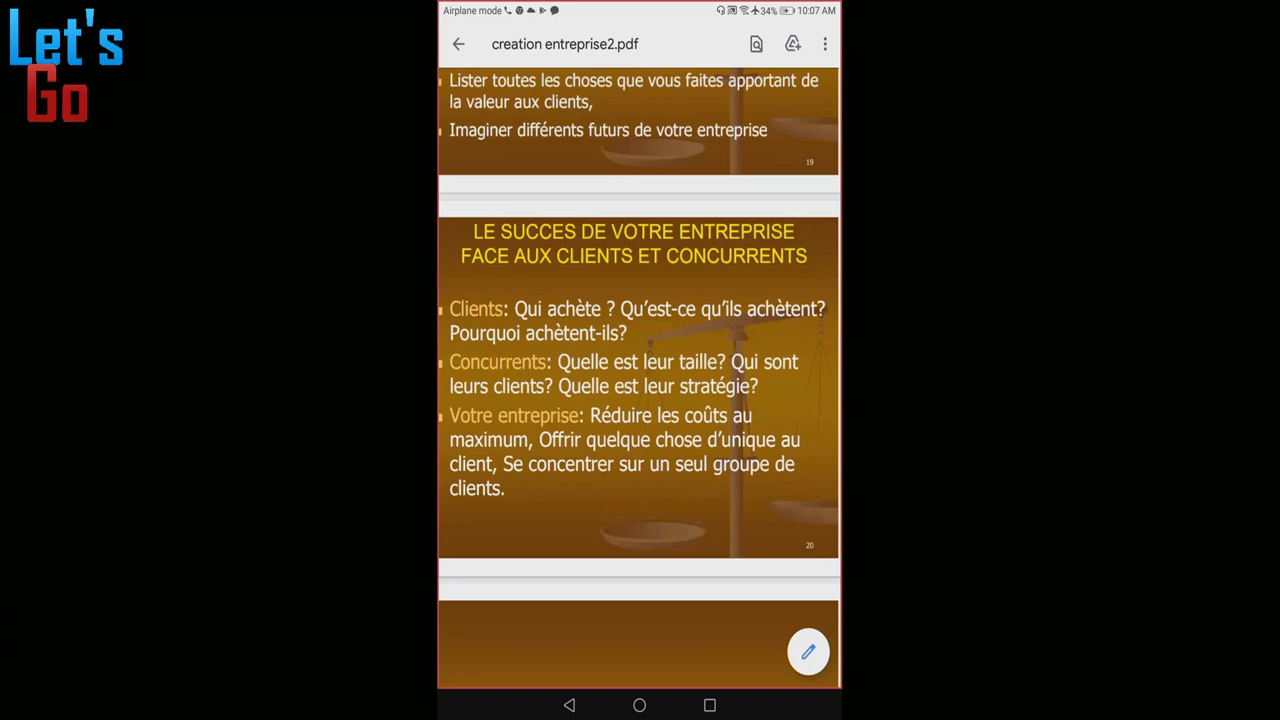 Let's
Go
Airplane mode
34%
10:07 AM
creation entreprise2.pdf
Lister toutes les choses que vous faites apportant de
la valeur aux clients,
Imaginer différents futurs de votre entreprise
19
LE SUCCES DE VOTRE ENTREPRISE
FACE AUX CLIENTS ET CONCURRENTS
Clients: Qui achète ? Qu'est-ce qu'ils achètent?
Pourquoi achètent-ils?
Concurrents: Quelle est leur taille? Qui sont
leurs clients? Quelle est leur stratégie?
Votre entreprise: Réduire les coûts au
maximum, Offrir quelque chose d'unique au
client, Se concentrer sur un seul groupe de
clients.
20